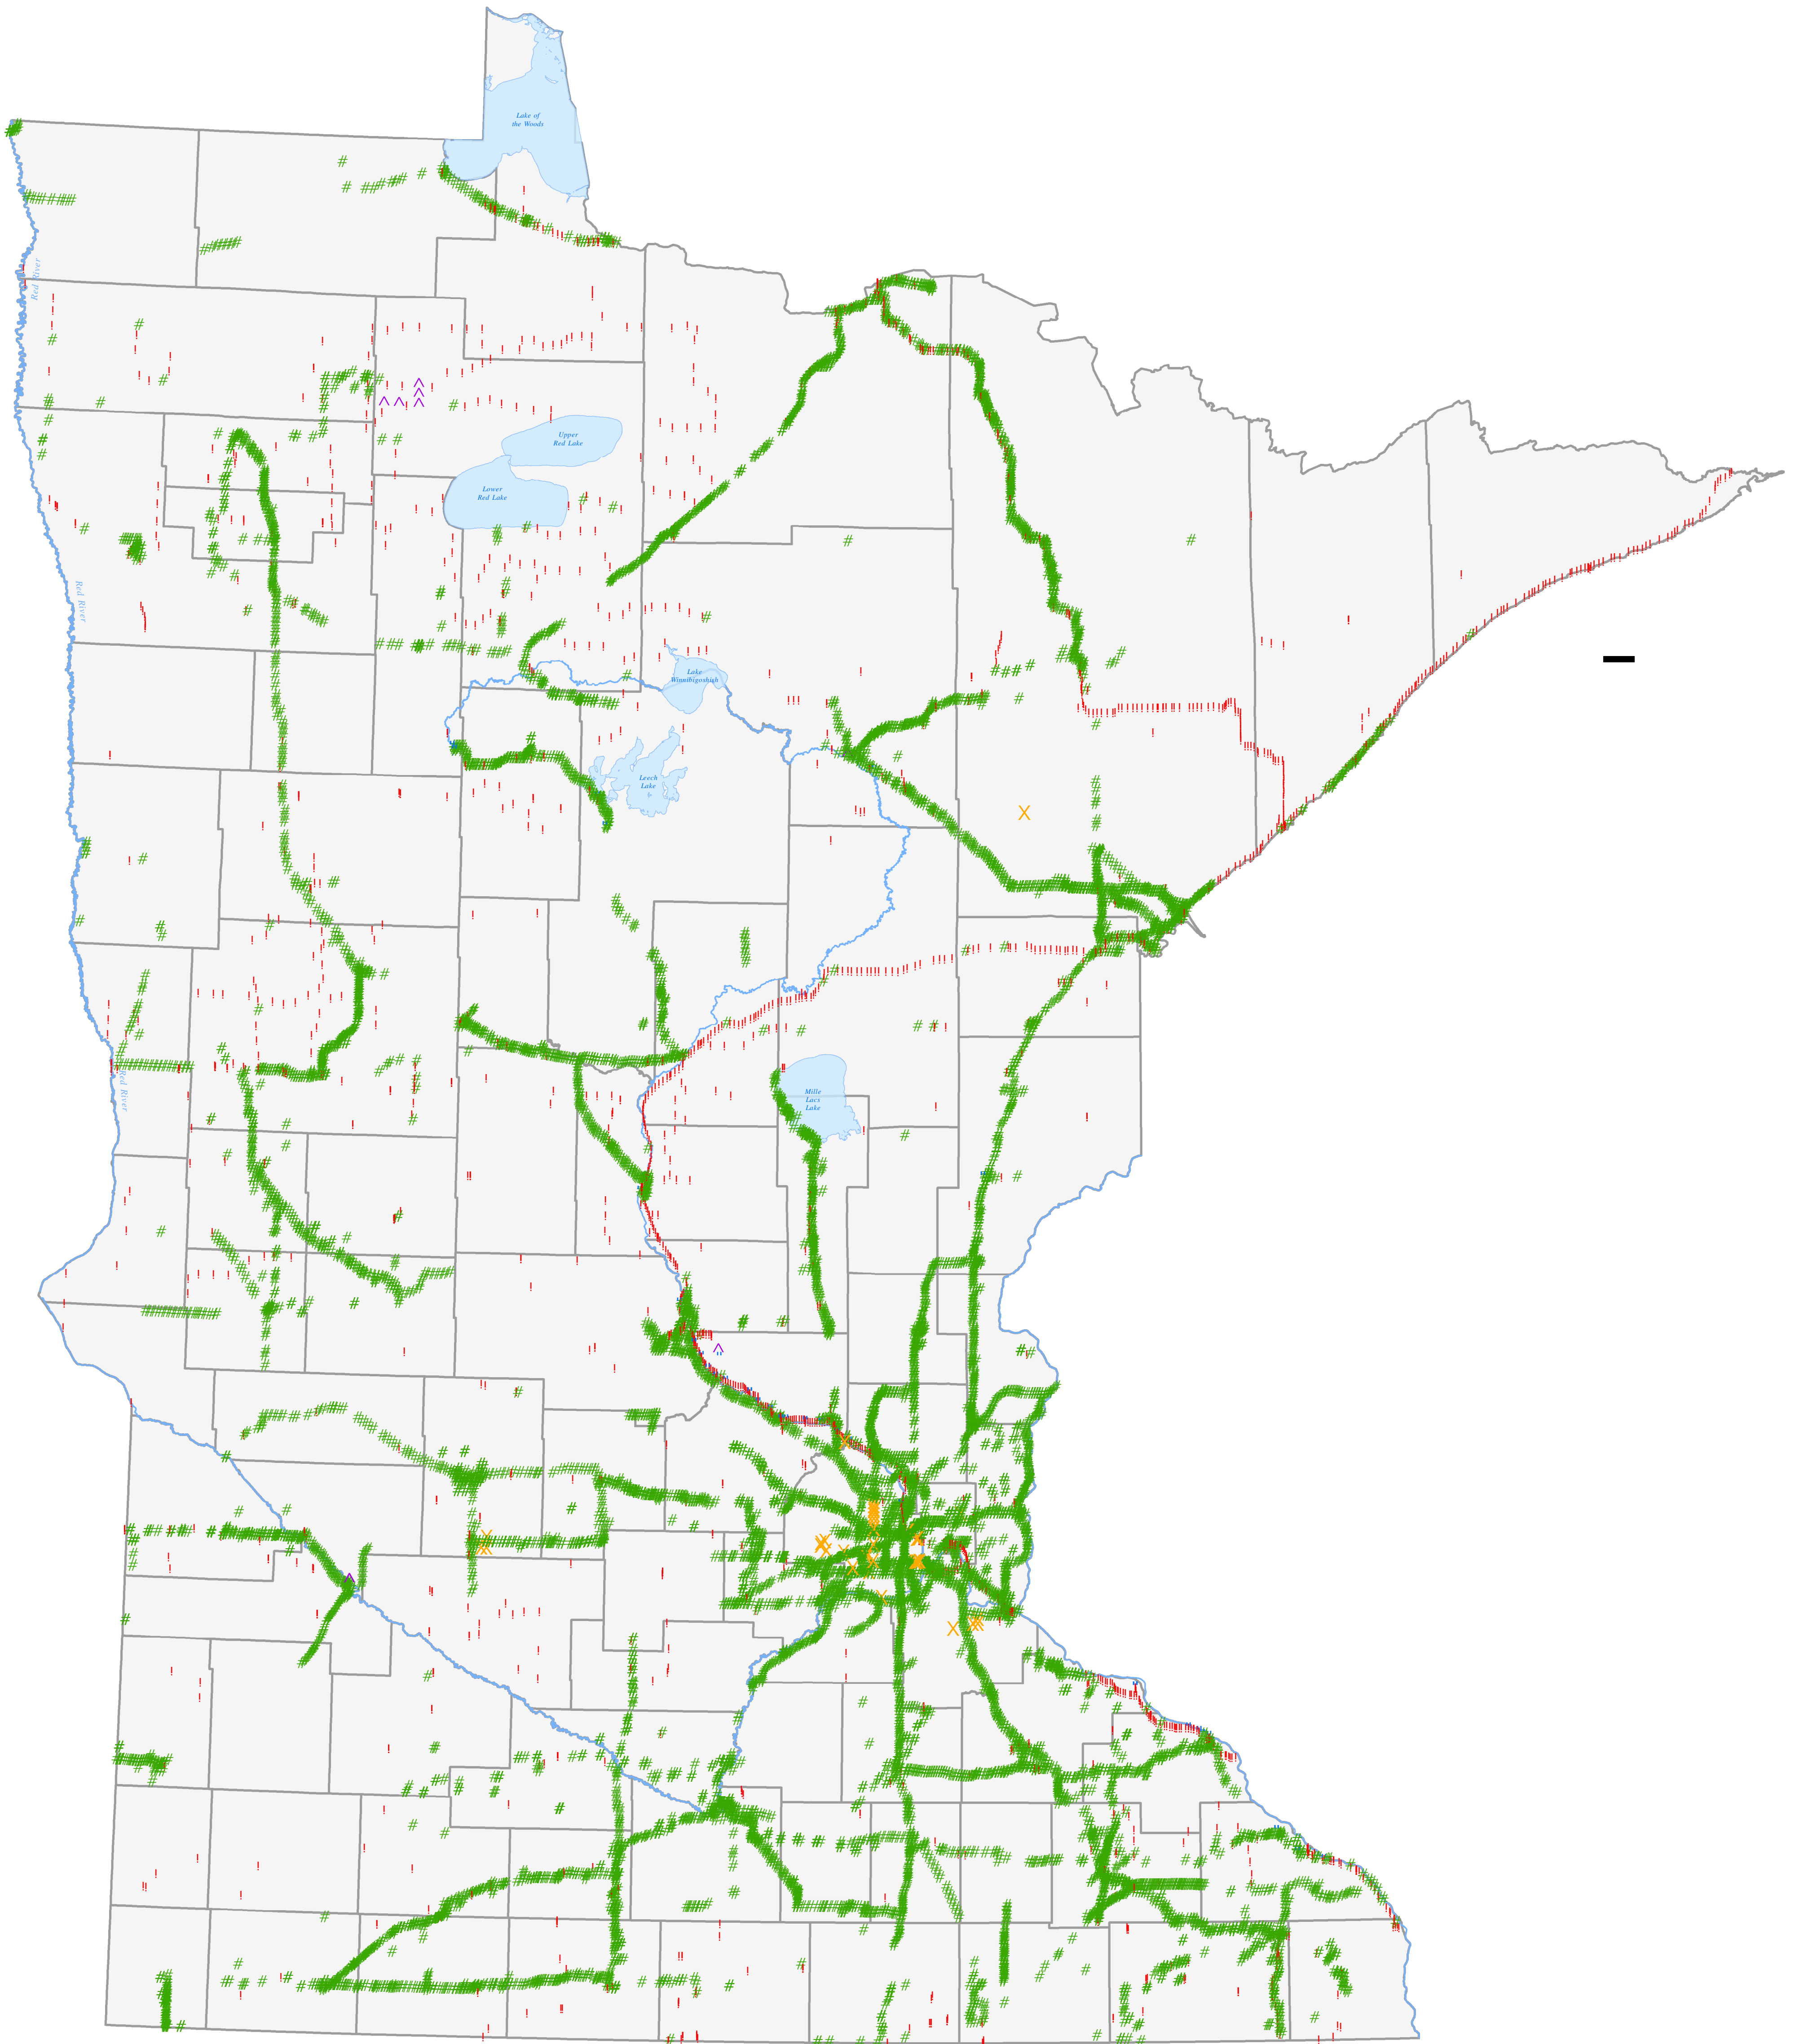 Lake of
the Woods
Red River
Upper
Red Lake
Lower
Red Lake
Red River
Lake
Winnibigoshish
Leech
Lake
Red River
Mille
Lacs
Lake